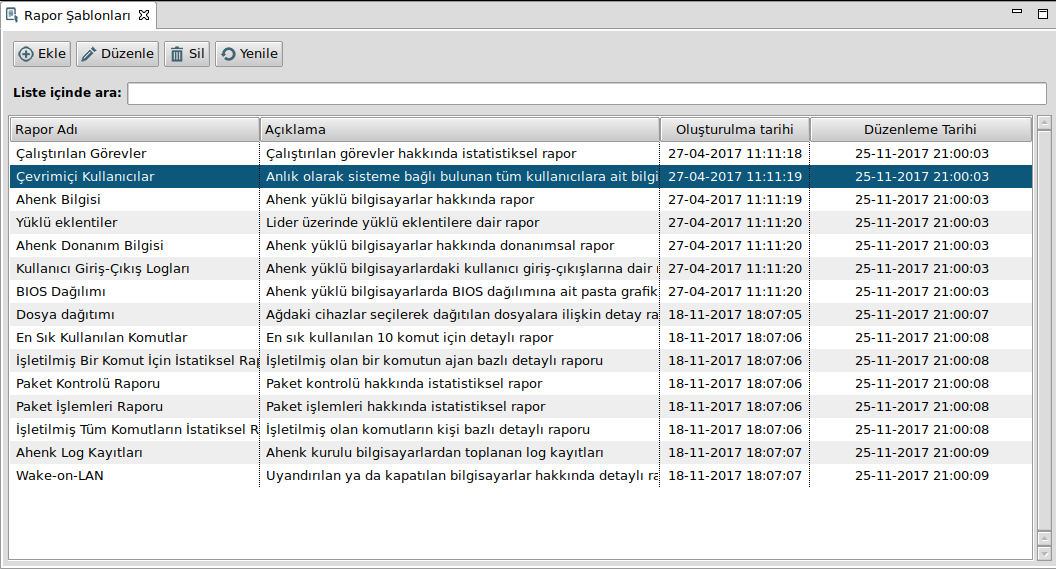 Rapor Şablonları
Ekle Düzenle Sil Yenile
Liste içinde ara:
Rapor Adı Açıklama Oluşturulma tarihi Düzenleme Tarihi
Çalıştırılan Görevler Çalıştırılan görevler hakkında istatistiksel rapor 27-04-2017 11:11:18 25-11-2017 21:00:03
Çevrimiçi Kullanıcılar Anlık olarak sisteme bağlı bulunan tüm kullanıcılara ait bilgi 27-04-2017 11:11:19 25-11-2017 21:00:03
Ahenk Bilgisi Ahenk yüklü bilgisayarlar hakkında rapor 27-04-2017 11:11:19 25-11-2017 21:00:03
Yüklü eklentiler Lider üzerinde yüklü eklentilere dair rapor 27-04-2017 11:11:20 25-11-2017 21:00:03
Ahenk Donanım Bilgisi Ahenk yüklü bilgisayarlar hakkında donanımsal rapor 27-04-2017 11:11:20 25-11-2017 21:00:03
Kullanıcı Giriş-Çıkış Logları Ahenk yüklü bilgisayarlardaki kullanıcı giriş-çıkışlarına dair 27-04-2017 11:11:20 25-11-2017 21:00:03
BIOS Dağılımı Ahenk yüklü bilgisayarlarda BIOS dağılımına ait pasta grafik 27-04-2017 11:11:20 25-11-2017 21:00:03
Dosya dağıtımı Ağdaki cihazlar seçilerek dağıtılan dosyalara ilişkin detay ra 18-11-2017 18:07:05 25-11-2017 21:00:07
En Sık Kullanılan Komutlar En sık kullanılan 10 komut için detaylı rapor 18-11-2017 18:07:06 25-11-2017 21:00:08
İşletilmiş Bir Komut İçin İstatiksel Rap İşletilmiş olan bir komutun ajan bazlı detaylı raporu 18-11-2017 18:07:06 25-11-2017 21:00:08
Paket Kontrolü Raporu Paket kontrolü hakkında istatistiksel rapor 18-11-2017 18:07:06 25-11-2017 21:00:08
Paket İşlemleri Raporu Paket işlemleri hakkında istatistiksel rapor 18-11-2017 18:07:06 25-11-2017 21:00:08
İşletilmiş Tüm Komutların İstatiksel R İşletilmiş olan komutların kişi bazlı detaylı raporu 18-11-2017 18:07:06 25-11-2017 21:00:08
Ahenk Log Kayıtları Ahenk kurulu bilgisayarlardan toplanan log kayıtları 18-11-2017 18:07:07 25-11-2017 21:00:09
Wake-on-LAN Uyandırılan ya da kapatılan bilgisayarlar hakkında detaylı ra 18-11-2017 18:07:07 25-11-2017 21:00:09